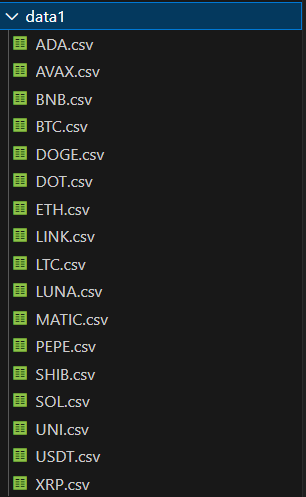 data1
ADA.csv
AVAX.csv
BNB.csv
BTC.csv
DOGE.csv
DOT.csv
ETH.csv
LINK.csv
LTC.csv
LUNA.csv
MATIC.csv
PEPE.csv
SHIB.csv
SOL.csv
UNI.csv
USDT.csv
XRP.csv